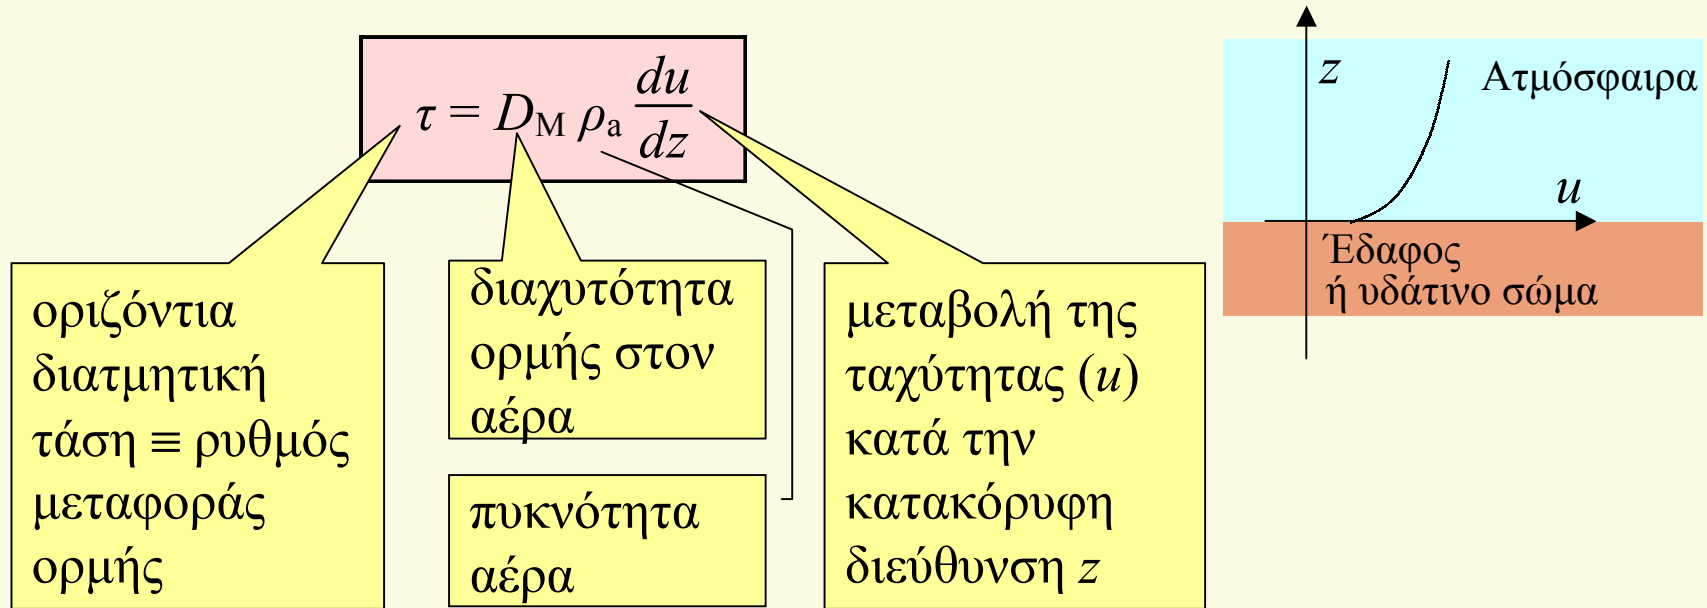 τ = D_M ρ_a du/dz
οριζόντια
διατμητική
τάση ≡ ρυθμός
μεταφοράς
ορμής
διαχυτότητα
ορμής στον
αέρα
πυκνότητα
αέρα
μεταβολή της
ταχύτητας (u)
κατά την
κατακόρυφη
διεύθυνση z
z
Ατμόσφαιρα
u
Έδαφος
ή υδάτινο σώμα